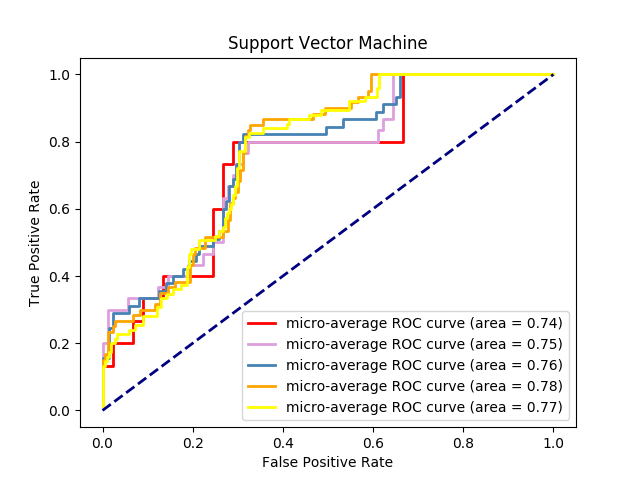 Support Vector Machine
True Positive Rate
1.0
0.8
0.6
0.4
0.2
0.0
micro-average ROC curve (area = 0.74)
micro-average ROC curve (area = 0.75)
micro-average ROC curve (area = 0.76)
micro-average ROC curve (area = 0.78)
micro-average ROC curve (area = 0.77)
0.0 0.2 0.4 0.6 0.8 1.0
False Positive Rate